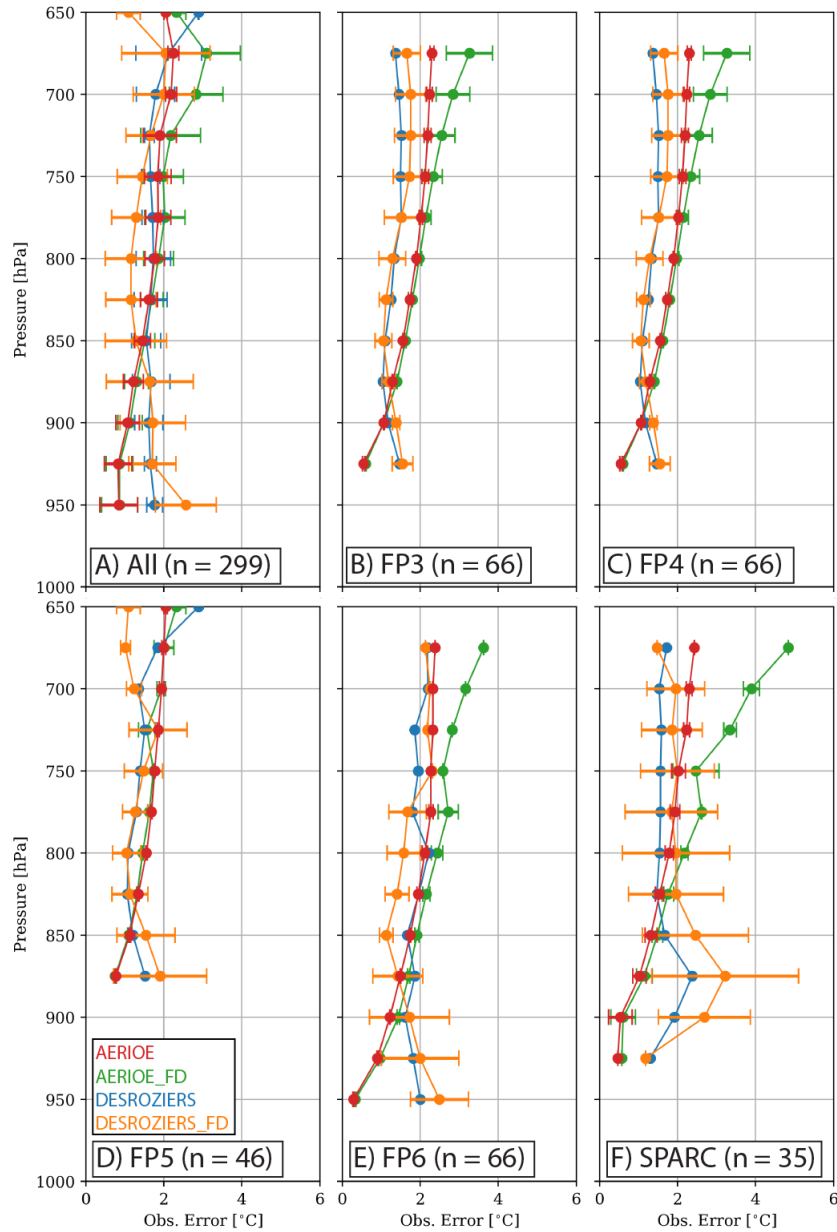 650
700
750
800
850
900
950
1000
Pressure [hPa]
A) All (n = 299)
B) FP3 (n = 66)
C) FP4 (n = 66)
650
700
750
800
850
900
950
1000
Pressure [hPa]
AERIOE
AERIOE_FD
DESROZIERS
DESROZIERS_FD
D) FP5 (n = 46)
E) FP6 (n = 66)
F) SPARC (n = 35)
0 2 4 6 0 2 4 6 0 2 4 6
Obs. Error [°C] Obs. Error [°C] Obs. Error [°C]